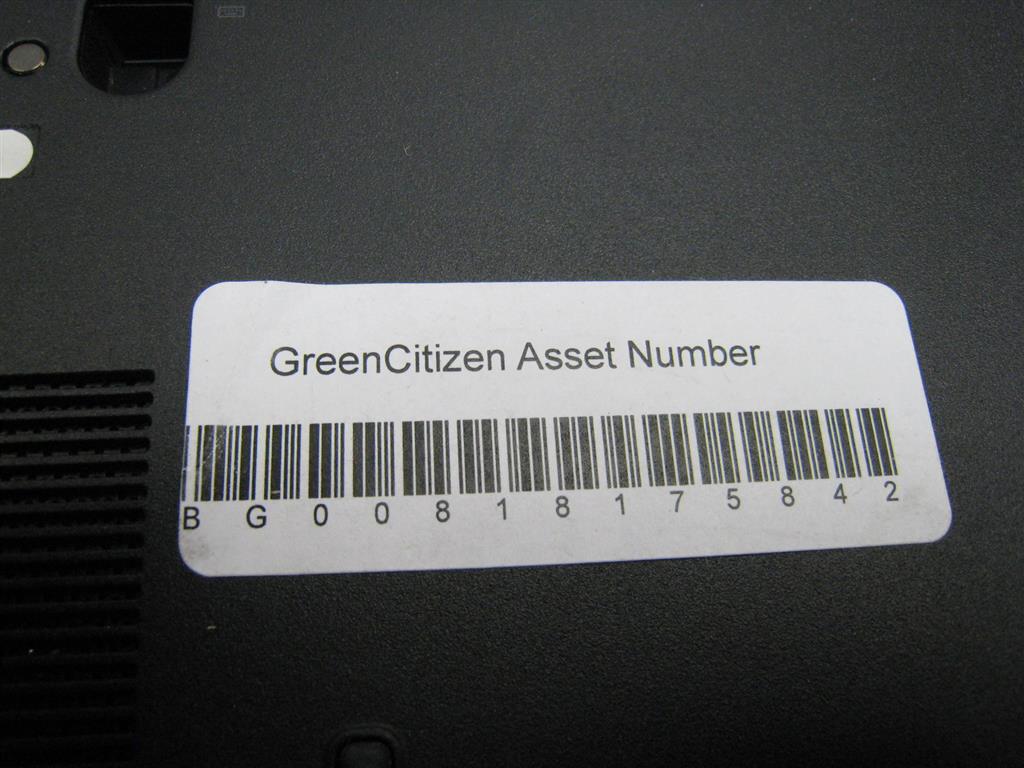 GreenCitizen Asset Number
B G 0 0 8 1 8 1 7 5 8 4 2